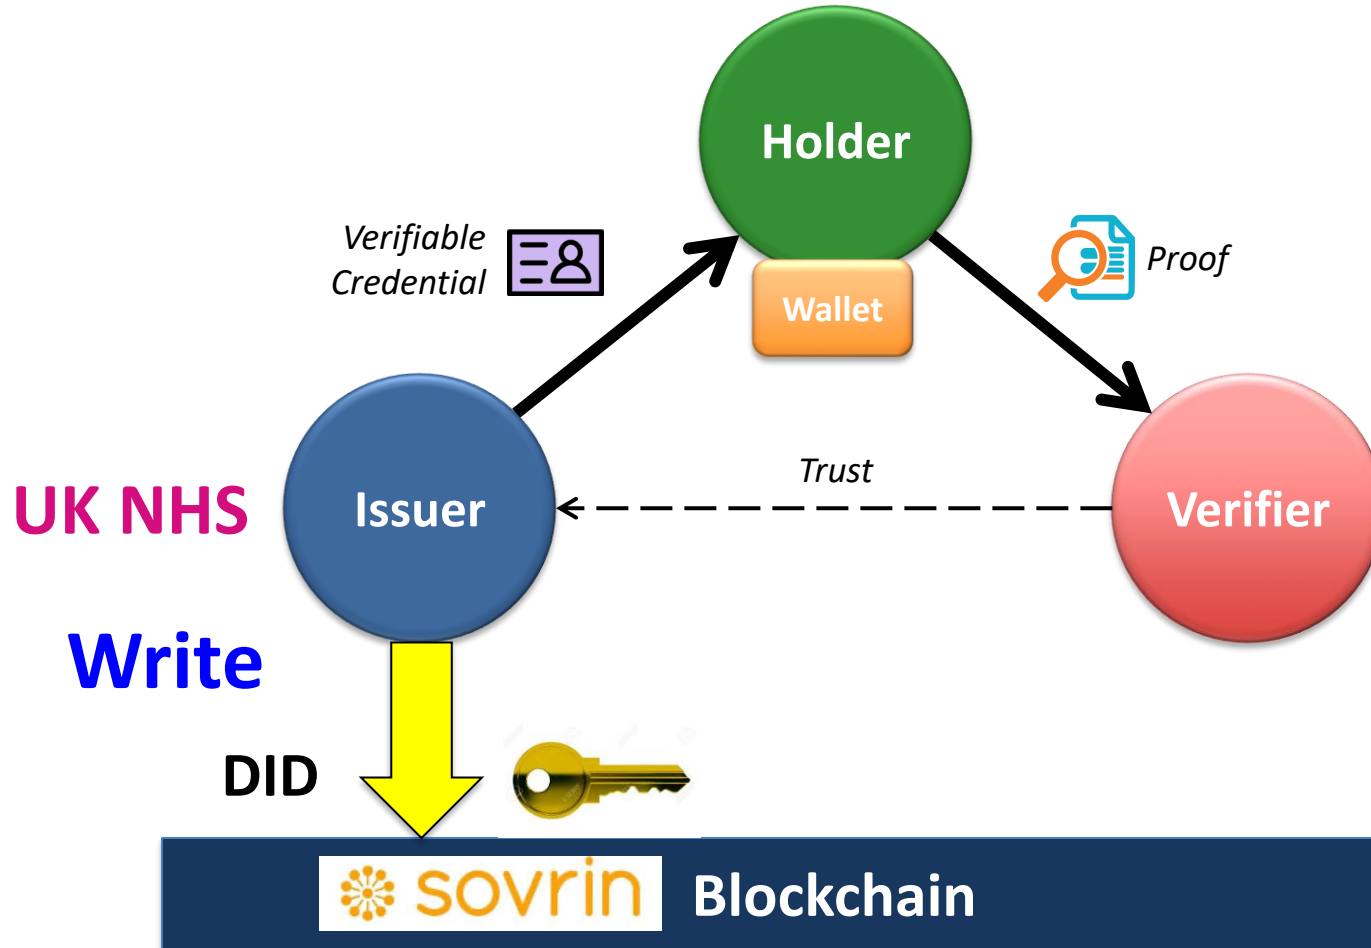 Holder
Verifiable
Credential
Proof
Wallet
UK NHS
Issuer
Trust
Verifier
Write
DID
sovrin
Blockchain